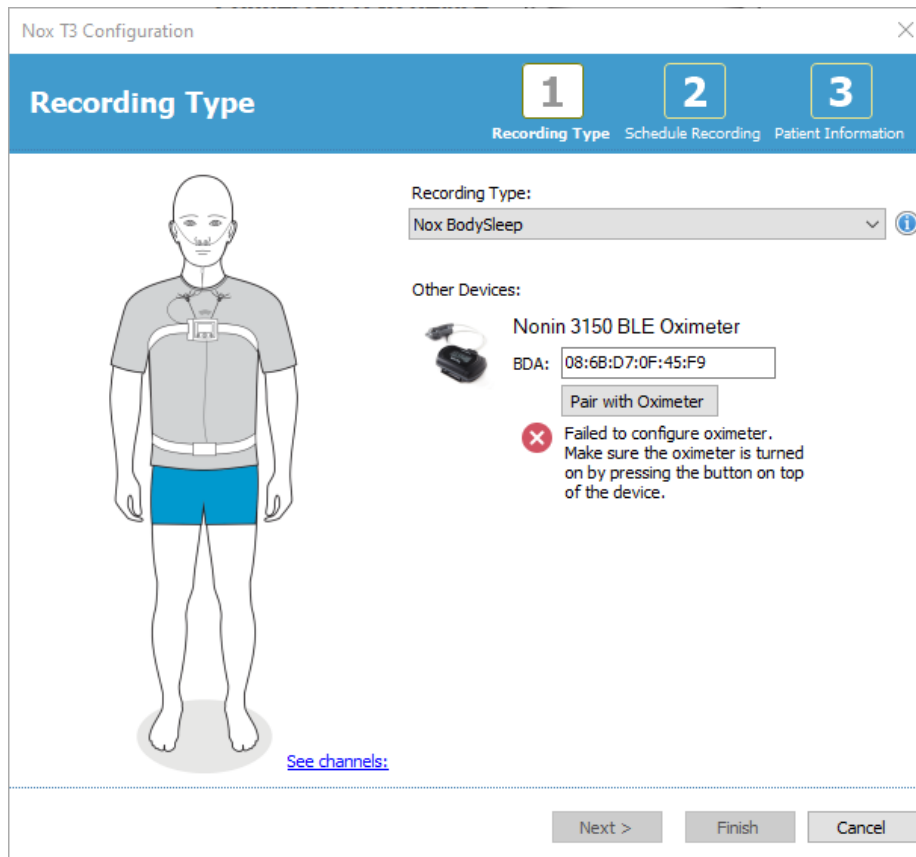 Nox T3 Configuration
Recording Type
1
2
3
Recording Type
Schedule Recording
Patient Information
Recording Type:
Nox BodySleep
Other Devices:
Nonin 3150 BLE Oximeter
BDA: 08:6B:D7:0F:45:F9
Pair with Oximeter
Failed to configure oximeter.
Make sure the oximeter is turned
on by pressing the button on top
of the device.
See channels:
Next >
Finish
Cancel